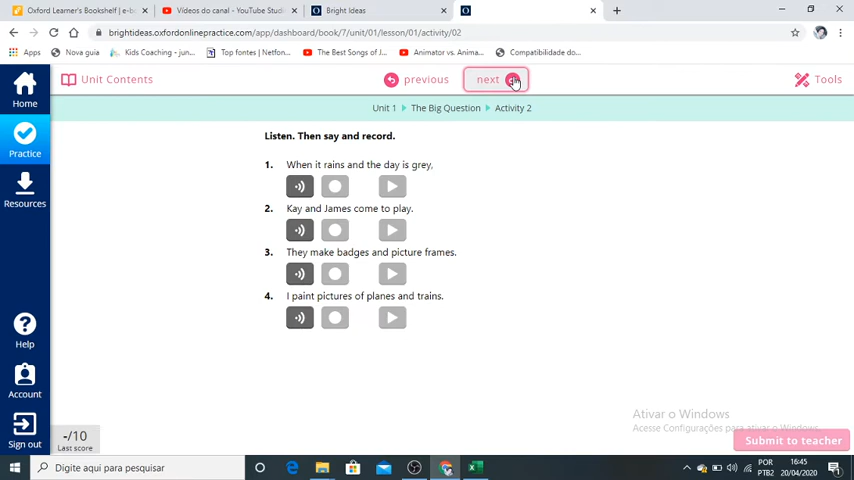 Oxford Learner's Bookshelf | e-b
Vídeos do canal - YouTube Studi
Bright Ideas
brightideas.oxfordonlinepractice.com/app/dashboard/book/7/unit/01/lesson/01/activity/02
Apps
Nova guia
Kids Coaching - jun...
Top fontes | Netfon...
The Best Songs of J...
Animator vs. Anima...
Compatibilidade do...
Unit Contents
previous
next
Tools
Home
Unit 1
The Big Question
Activity 2
Listen. Then say and record.
Practice
1. When it rains and the day is grey,
Resources
2. Kay and James come to play.
3. They make badges and picture frames.
4. I paint pictures of planes and trains.
Help
Account
Sign out
-/10
Last score
Ativar o Windows
Acesse Configurações para ativar o Windows.
Submit to teacher
Digite aqui para pesquisar
POR
PTB2
16:45
20/04/2020
1